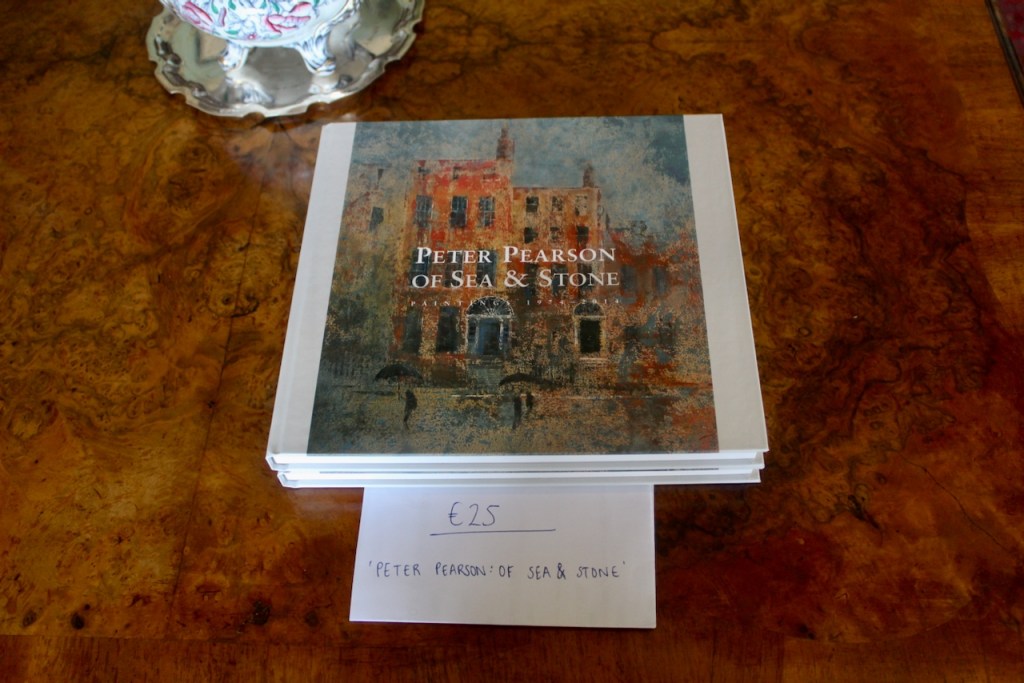 PETER PEARSON
OF SEA & STONE
€25
'PETER PEARSON: OF SEA & STONE'